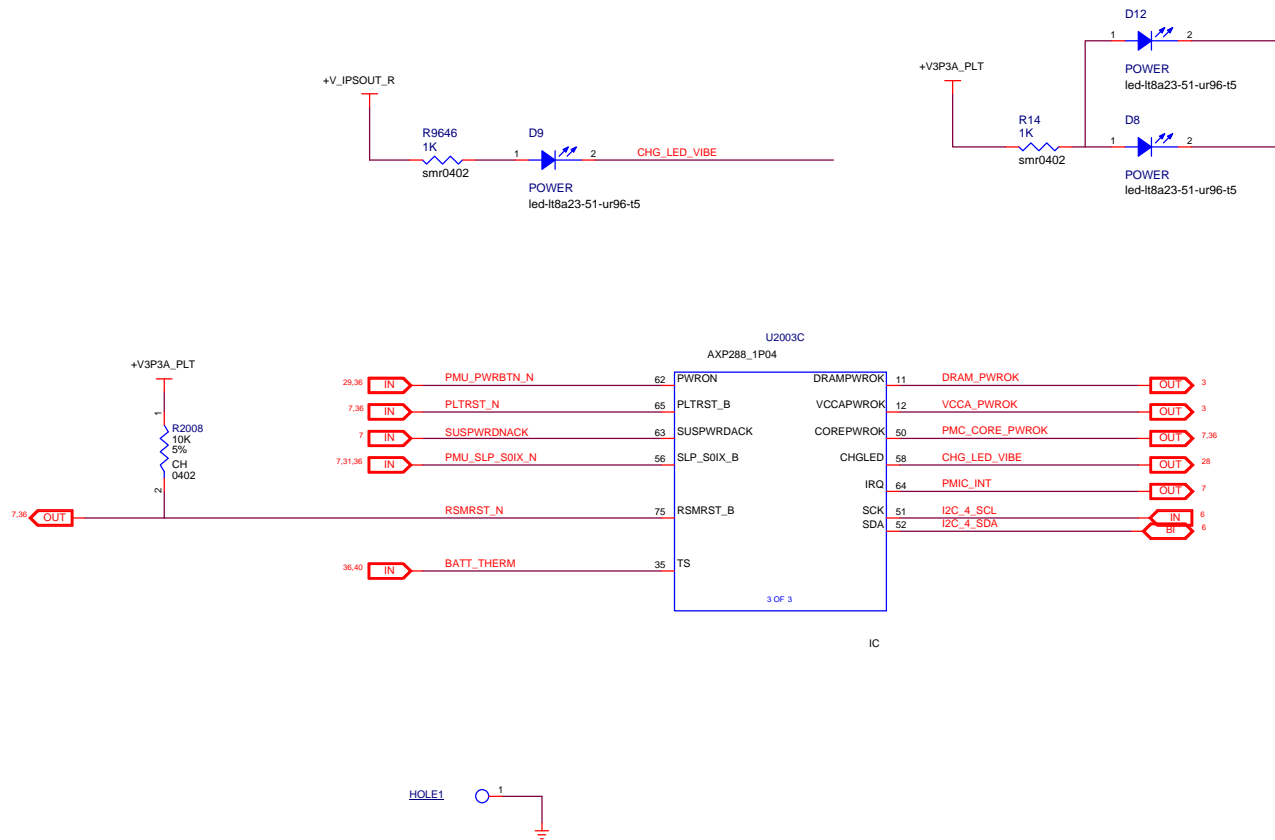 D12
1 2
POWER
led-lt8a23-51-ur96-t5
+V_IPSOUT_R
+V3P3A_PLT
R9646
1K
smr0402
D9
1 2
CHG_LED_VIBE
POWER
led-lt8a23-51-ur96-t5
R14
1K
smr0402
D8
1 2
POWER
led-lt8a23-51-ur96-t5
U2003C
AXP288_1P04
+V3P3A_PLT
1
R2008
10K
5%
CH
0402
2
29,36 IN PMU_PWRBTN_N 62 PWRON DRAMPWROK 11 DRAM_PWROK OUT 3
7,36 IN PLTRST_N 65 PLTRST_B VCCAPWROK 12 VCCA_PWROK OUT 3
7 IN SUSPWRDNACK 63 SUSPWRDACK COREPWROK 50 PMC_CORE_PWROK OUT 7,36
7,31,36 IN PMU_SLP_S0IX_N 56 SLP_S0IX_B CHGLED 58 CHG_LED_VIBE OUT 28
IRQ 64 PMIC_INT OUT 7
7,36 OUT RSMRST_N 75 RSMRST_B SCK 51 I2C_4_SCL IN 6
SDA 52 I2C_4_SDA BI 6
36,40 IN BATT_THERM 35 TS
3 OF 3
IC
HOLE1 1